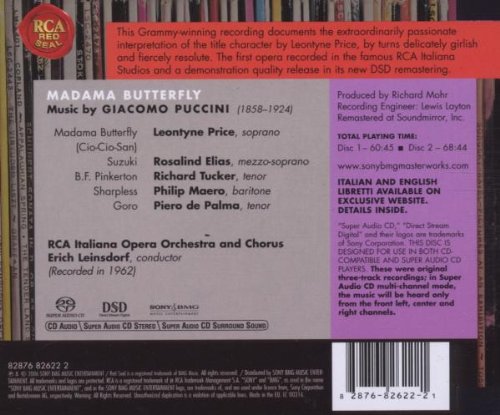 RCA
RED SEAL
This Grammy-winning recording documents the extraordinarily passionate
interpretation of the title character by Leontyne Price, by turns delicately girlish
and fiercely resolute. The first opera recorded in the famous RCA Italiana
Studios and a demonstration quality release in its new DSD remastering.
MADAMA BUTTERFLY
Music by GIACOMO PUCCINI (1858–1924)
Madama Butterfly Leontyne Price, soprano
(Cio-Cio-San)
Suzuki Rosalind Elias, mezzo-soprano
B.F. Pinkerton Richard Tucker, tenor
Sharpless Philip Maero, baritone
Goro Piero de Palma, tenor
RCA Italiana Opera Orchestra and Chorus
Erich Leinsdorf, conductor
(Recorded in 1962)
Produced by Richard Mohr
Recording Engineer: Lewis Layton
Remastered at Soundmirror, Inc.
TOTAL PLAYING TIME:
Disc 1 – 60:45 Disc 2 – 68:44
www.sonybmgmasterworks.com
ITALIAN AND ENGLISH
LIBRETTI AVAILABLE ON
EXCLUSIVE WEBSITE.
DETAILS INSIDE.
"Super Audio CD," "Direct Stream
Digital" and their logos are trademarks
of Sony Corporation. THIS DISC IS
DESIGNED FOR USE IN BOTH CD-
COMPATIBLE AND SUPER AUDIO CD
PLAYERS. These were original
three-track recordings; in Super
Audio CD multi-channel mode,
the music will be heard only
from the front left, center and
right channels.
SUPER AUDIO CD DSD Direct Stream Digital SONY BMG music entertainment
CD AUDIO SUPER AUDIO CD STEREO SUPER AUDIO CD SURROUND SOUND
82876 82622 2
8 2876-82622-2 1